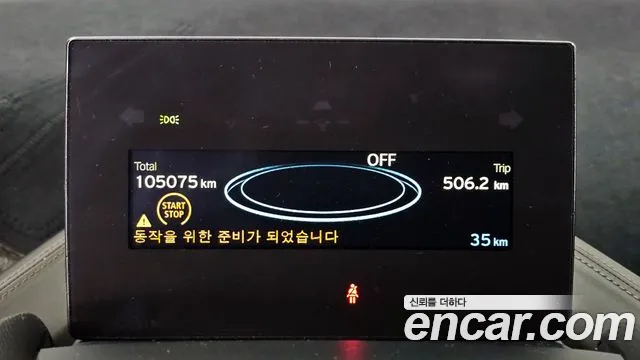 OFF
Total
Trip
105075 km
506.2 km
START
STOP
동작을 위한 준비가 되었습니다
35 km
신뢰를 더하다
encar.com